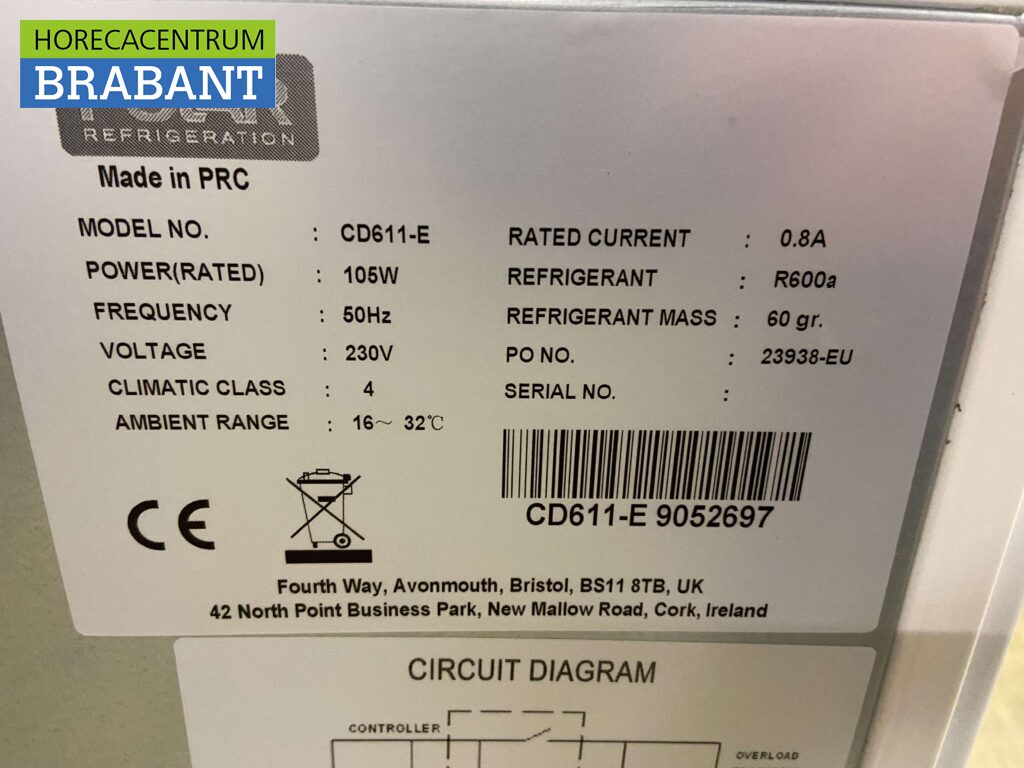 HORECACENTRUM
BRABANT
REFRIGERATION
Made in PRC
MODEL NO. : CD611-E
POWER(RATED) : 105W
FREQUENCY : 50Hz
VOLTAGE : 230V
CLIMATIC CLASS : 4
AMBIENT RANGE : 16~ 32℃
RATED CURRENT : 0.8A
REFRIGERANT : R600a
REFRIGERANT MASS : 60 gr.
PO NO. : 23938-EU
SERIAL NO. :
CD611-E 9052697
CE
Fourth Way, Avonmouth, Bristol, BS11 8TB, UK
42 North Point Business Park, New Mallow Road, Cork, Ireland
CIRCUIT DIAGRAM
CONTROLLER
OVERLOAD